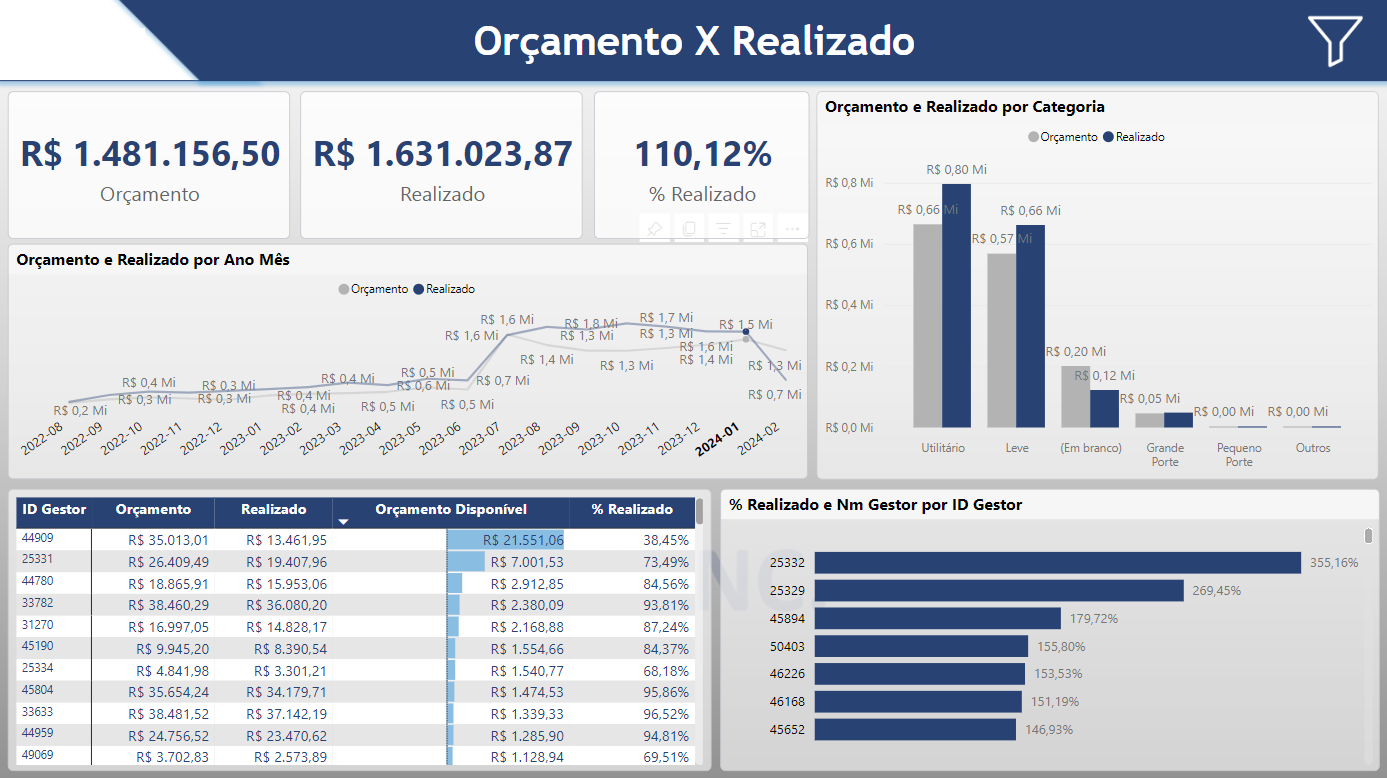 Orçamento X Realizado
R$ 1.481.156,50
Orçamento
R$ 1.631.023,87
Realizado
110,12%
% Realizado
Orçamento e Realizado por Ano Mês
Orçamento Realizado
R$ 1,6 Mi
R$ 1,8 Mi
R$ 1,7 Mi
R$ 1,5 Mi
R$ 1,6 Mi
R$ 1,3 Mi
R$ 1,3 Mi
R$ 1,6 Mi
R$ 1,4 Mi
R$ 1,4 Mi
R$ 1,3 Mi
R$ 1,3 Mi
R$ 0,4 Mi
R$ 0,3 Mi
R$ 0,4 Mi
R$ 0,5 Mi
R$ 0,7 Mi
R$ 0,6 Mi
R$ 0,3 Mi
R$ 0,3 Mi
R$ 0,4 Mi
R$ 0,7 Mi
R$ 0,2 Mi
R$ 0,4 Mi
R$ 0,5 Mi
R$ 0,5 Mi
2022-08
2022-09
2022-10
2022-11
2022-12
2023-01
2023-02
2023-03
2023-04
2023-05
2023-06
2023-07
2023-08
2023-09
2023-10
2023-11
2023-12
2024-01
2024-02
Orçamento e Realizado por Categoria
Orçamento Realizado
R$ 0,8 Mi
R$ 0,6 Mi
R$ 0,4 Mi
R$ 0,2 Mi
R$ 0,0 Mi
R$ 0,66 Mi
R$ 0,80 Mi
R$ 0,57 Mi
R$ 0,66 Mi
R$ 0,20 Mi
R$ 0,12 Mi
R$ 0,05 Mi
R$ 0,00 Mi
R$ 0,00 Mi
Utilitário
Leve
(Em branco)
Grande
Porte
Pequeno
Porte
Outros
ID Gestor Orçamento Realizado Orçamento Disponível % Realizado
44909 R$ 35.013,01 R$ 13.461,95 R$ 21.551,06 38,45%
25331 R$ 26.409,49 R$ 19.407,96 R$ 7.001,53 73,49%
44780 R$ 18.865,91 R$ 15.953,06 R$ 2.912,85 84,56%
33782 R$ 38.460,29 R$ 36.080,20 R$ 2.380,09 93,81%
31270 R$ 16.997,05 R$ 14.828,17 R$ 2.168,88 87,24%
45190 R$ 9.945,20 R$ 8.390,54 R$ 1.554,66 84,37%
25334 R$ 4.841,98 R$ 3.301,21 R$ 1.540,77 68,18%
45804 R$ 35.654,24 R$ 34.179,71 R$ 1.474,53 95,86%
33633 R$ 38.481,52 R$ 37.142,19 R$ 1.339,33 96,52%
44959 R$ 24.756,52 R$ 23.470,62 R$ 1.285,90 94,81%
49069 R$ 3.702,83 R$ 2.573,89 R$ 1.128,94 69,51%
% Realizado e Nm Gestor por ID Gestor
25332 355,16%
25329 269,45%
45894 179,72%
50403 155,80%
46226 153,53%
46168 151,19%
45652 146,93%